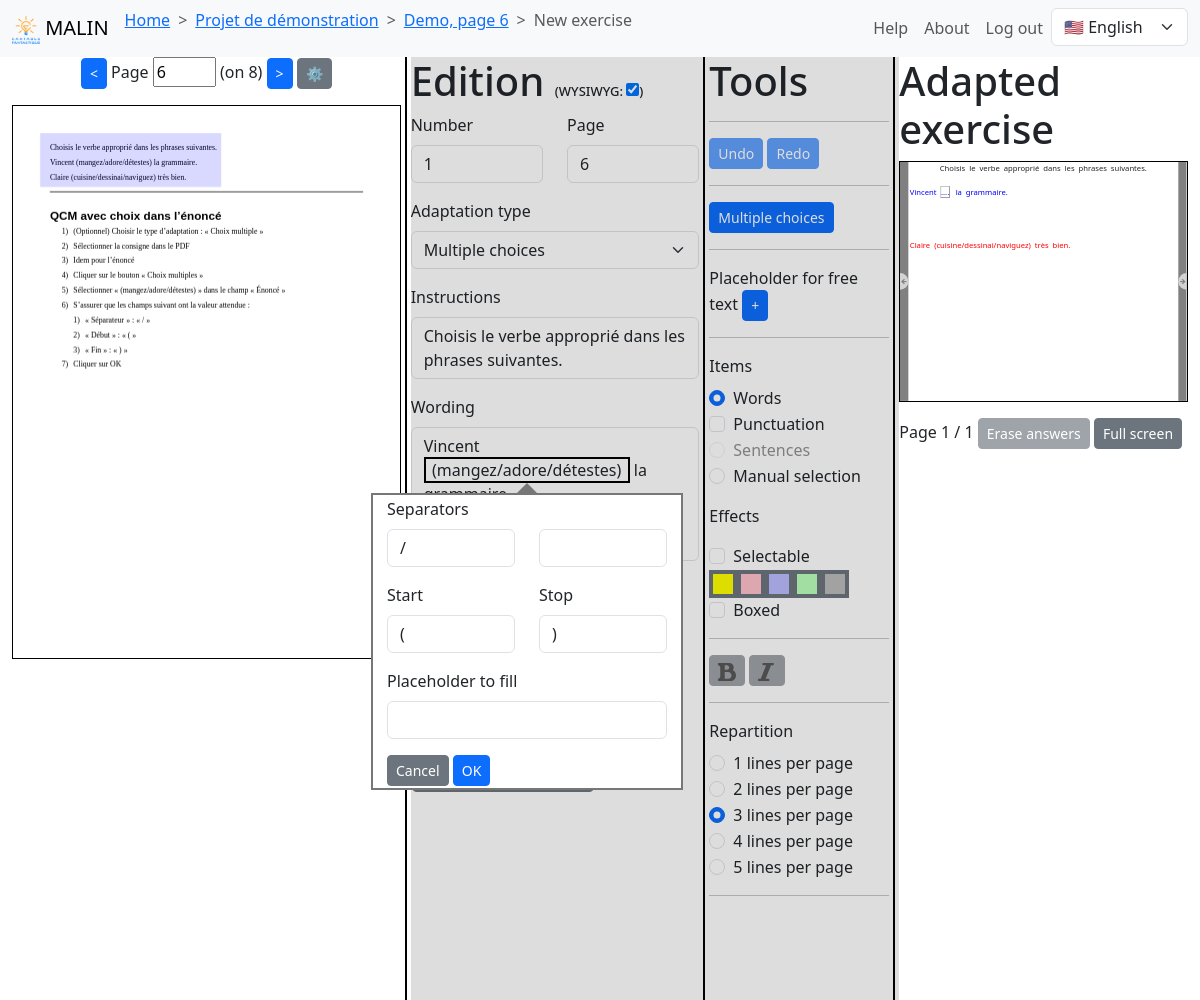 MALIN
Home > Projet de démonstration > Demo, page 6 > New exercise
Help About Log out 🇺🇸 English
< Page 6 (on 8) > ⚙️
Choisis le verbe approprié dans les phrases suivantes.
Vincent (mangez/adore/détestes) la grammaire.
Claire (cuisine/dessinai/naviguez) très bien.
QCM avec choix dans l’énoncé
1) (Optionnel) Choisir le type d’adaptation : « Choix multiple »
2) Sélectionner la consigne dans le PDF
3) Idem pour l’énoncé
4) Cliquer sur le bouton « Choix multiples »
5) Sélectionner « (mangez/adore/détestes) » dans le champ « Énoncé »
6) S’assurer que les champs suivant ont la valeur attendue :
1) « Séparateur » : « / »
2) « Début » : « ( »
3) « Fin » : « ) »
7) Cliquer sur OK
Edition (WYSIWYG: )
Number Page
1 6
Adaptation type
Multiple choices
Instructions
Choisis le verbe approprié dans les
phrases suivantes.
Wording
Vincent
(mangez/adore/détestes) la
grammaire.
Separators
/
Start Stop
( )
Placeholder to fill
Cancel OK
Tools
Undo Redo
Multiple choices
Placeholder for free
text +
Items
Words
Punctuation
Sentences
Manual selection
Effects
Selectable
Boxed
B I
Repartition
1 lines per page
2 lines per page
3 lines per page
4 lines per page
5 lines per page
Adapted
exercise
Choisis le verbe approprié dans les phrases suivantes.
Vincent .... la grammaire.
Claire (cuisine/dessinai/naviguez) très bien.
Page 1 / 1 Erase answers Full screen